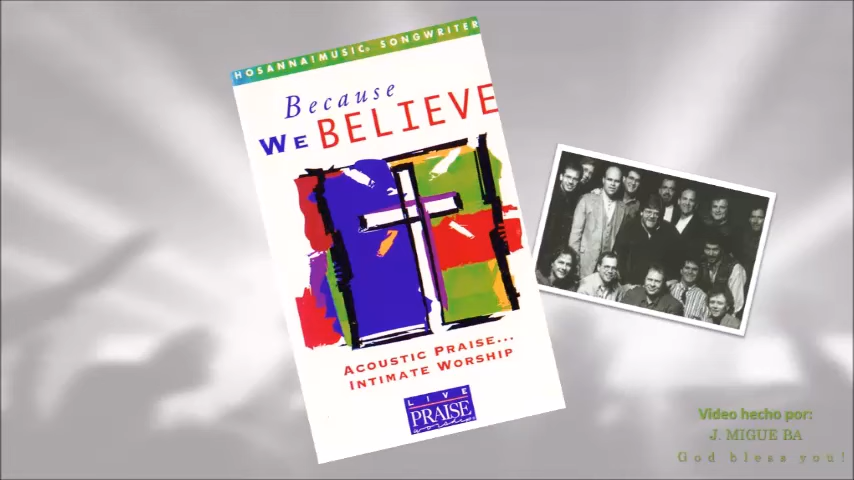 HOSANNA! MUSIC® SONGWRITER
Because
WE BELIEVE
ACOUSTIC PRAISE...
INTIMATE WORSHIP
LIVE
PRAISE
worship
Video hecho por:
J. MIGUE BA
God bless you!